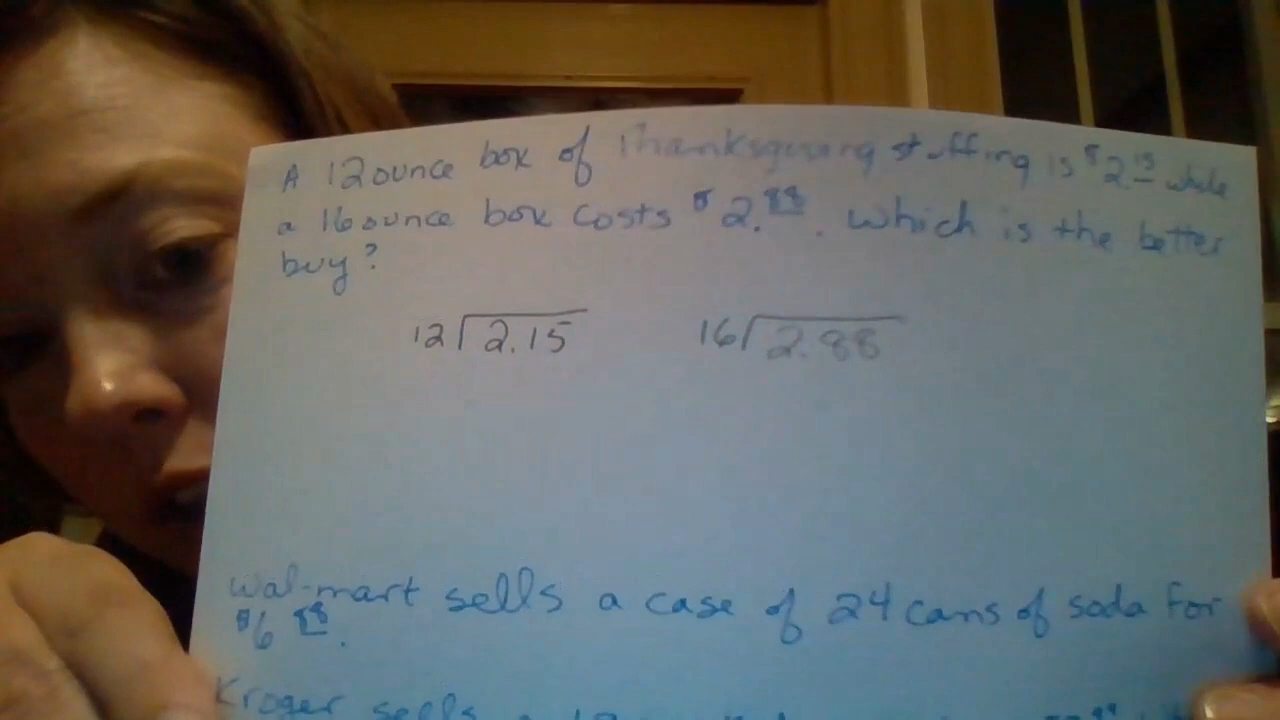 A 12 ounce box of Thanksgiving stuffing is $2.15 while
a 16 ounce box costs $2.88. which is the better
buy?
12 2.15 16 2.88
Wal-mart sells a case of 24 cans of soda for
$6 88.
Kroger sells a 12